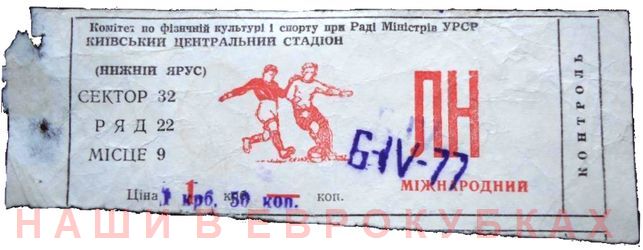 Комітет по фізичній культурі і спорту при Раді Міністрів УРСР
КИЇВСЬКИЙ ЦЕНТРАЛЬНИЙ СТАДІОН
(НИЖНІЙ ЯРУС)
СЕКТОР 32
РЯД 22
МІСЦЕ 9
ЛН
6-IV-77
МІЖНАРОДНИЙ
Ціна 1 крб. 50 коп. коп.
КОНТРОЛЬ
НАШИ В ЕВРОКУБКАХ